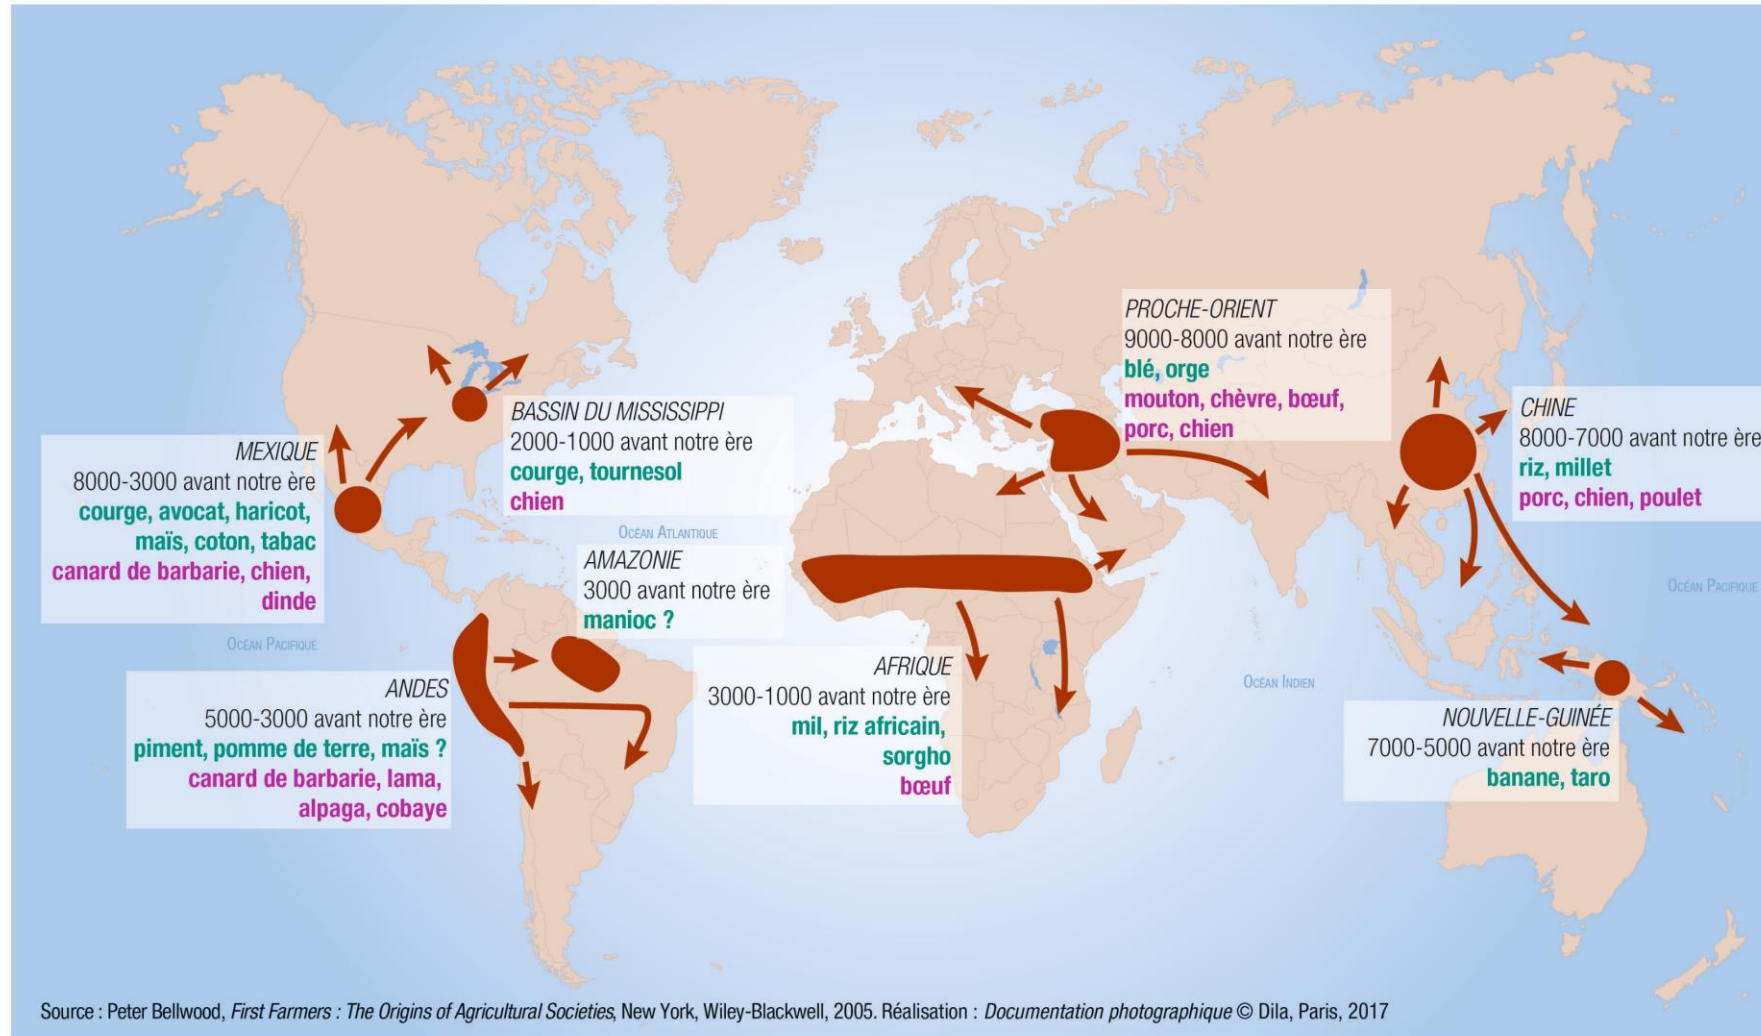 PROCHE-ORIENT
9000-8000 avant notre ère
blé, orge
mouton, chèvre, bœuf,
porc, chien
CHINE
8000-7000 avant notre ère
riz, millet
porc, chien, poulet
BASSIN DU MISSISSIPPI
2000-1000 avant notre ère
courge, tournesol
chien
MEXIQUE
8000-3000 avant notre ère
courge, avocat, haricot,
maïs, coton, tabac
canard de barbarie, chien,
dinde
OCÉAN ATLANTIQUE
AMAZONIE
3000 avant notre ère
manioc ?
OCÉAN PACIFIQUE
OCÉAN PACIFIQUE
ANDES
5000-3000 avant notre ère
piment, pomme de terre, maïs ?
canard de barbarie, lama,
alpaga, cobaye
AFRIQUE
3000-1000 avant notre ère
mil, riz africain,
sorgho
bœuf
OCÉAN INDIEN
NOUVELLE-GUINÉE
7000-5000 avant notre ère
banane, taro
Source : Peter Bellwood, First Farmers : The Origins of Agricultural Societies, New York, Wiley-Blackwell, 2005. Réalisation : Documentation photographique © Dila, Paris, 2017